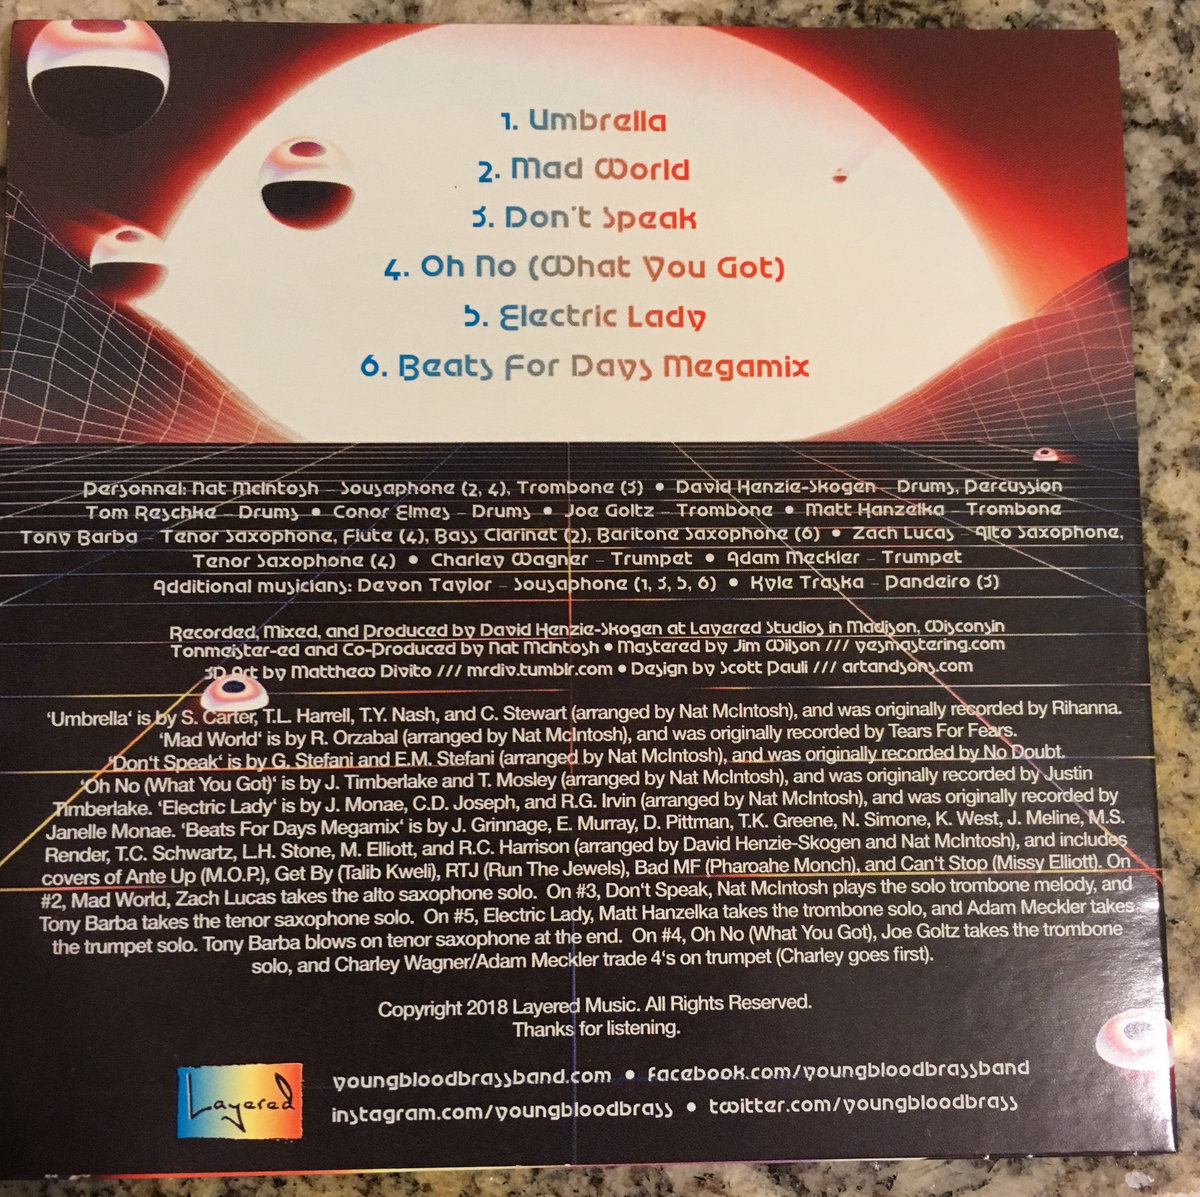 1. Umbrella
2. Mad World
3. Don't Speak
4. Oh No (What You Got)
5. Electric Lady
6. Beats For Days Megamix
Personnel: Nat McIntosh – Sousaphone (2, 4), Trombone (3) • David Henzie-Skogen – Drums, Percussion
Tom Reschke – Drums • Conor Elmes – Drums • Joe Goltz – Trombone • Matt Hanzelka – Trombone
Tony Barba – Tenor Saxophone, Flute (4), Bass Clarinet (2), Baritone Saxophone (6) • Zach Lucas – Alto Saxophone,
Tenor Saxophone (4) • Charley Wagner – Trumpet • Adam Meckler – Trumpet
Additional musicians: Devon Taylor – Sousaphone (1, 3, 5, 6) • Kyle Traska – Pandeiro (3)
Recorded, Mixed, and Produced by David Henzie-Skogen at Layered Studios in Madison, Wisconsin
Tonmeister-ed and Co-Produced by Nat McIntosh • Mastered by Jim Wilson /// yesmastering.com
3D Art by Matthew Divito /// mrdiv.tumblr.com • Design by Scott Pauli /// artandsons.com
'Umbrella' is by S. Carter, T.L. Harrell, T.Y. Nash, and C. Stewart (arranged by Nat McIntosh), and was originally recorded by Rihanna.
'Mad World' is by R. Orzabal (arranged by Nat McIntosh), and was originally recorded by Tears For Fears.
'Don't Speak' is by G. Stefani and E.M. Stefani (arranged by Nat McIntosh), and was originally recorded by No Doubt.
'Oh No (What You Got)' is by J. Timberlake and T. Mosley (arranged by Nat McIntosh), and was originally recorded by Justin
Timberlake. 'Electric Lady' is by J. Monae, C.D. Joseph, and R.G. Irvin (arranged by Nat McIntosh), and was originally recorded by
Janelle Monae. 'Beats For Days Megamix' is by J. Grinnage, E. Murray, D. Pittman, T.K. Greene, N. Simone, K. West, J. Meline, M.S.
Render, T.C. Schwartz, L.H. Stone, M. Elliott, and R.C. Harrison (arranged by David Henzie-Skogen and Nat McIntosh), and includes
covers of Ante Up (M.O.P.), Get By (Talib Kweli), RTJ (Run The Jewels), Bad MF (Pharoahe Monch), and Can't Stop (Missy Elliott). On
#2, Mad World, Zach Lucas takes the alto saxophone solo. On #3, Don't Speak, Nat McIntosh plays the solo trombone melody, and
Tony Barba takes the tenor saxophone solo. On #5, Electric Lady, Matt Hanzelka takes the trombone solo, and Adam Meckler takes
the trumpet solo. Tony Barba blows on tenor saxophone at the end. On #4, Oh No (What You Got), Joe Goltz takes the trombone
solo, and Charley Wagner/Adam Meckler trade 4's on trumpet (Charley goes first).
Copyright 2018 Layered Music. All Rights Reserved.
Thanks for listening.
Layered
youngbloodbrassband.com • facebook.com/youngbloodbrassband
instagram.com/youngbloodbrass • twitter.com/youngbloodbrass